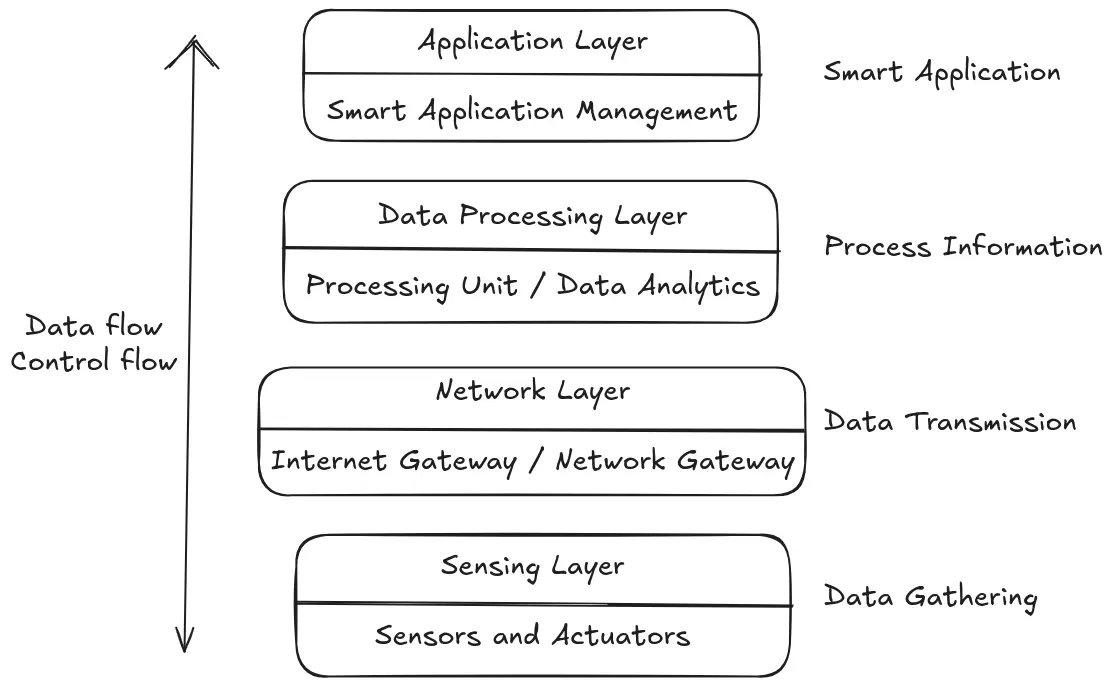 Application Layer
Smart Application Management
Smart Application
Data Processing Layer
Processing Unit / Data Analytics
Process Information
Data flow
Control flow
Network Layer
Internet Gateway / Network Gateway
Data Transmission
Sensing Layer
Sensors and Actuators
Data Gathering